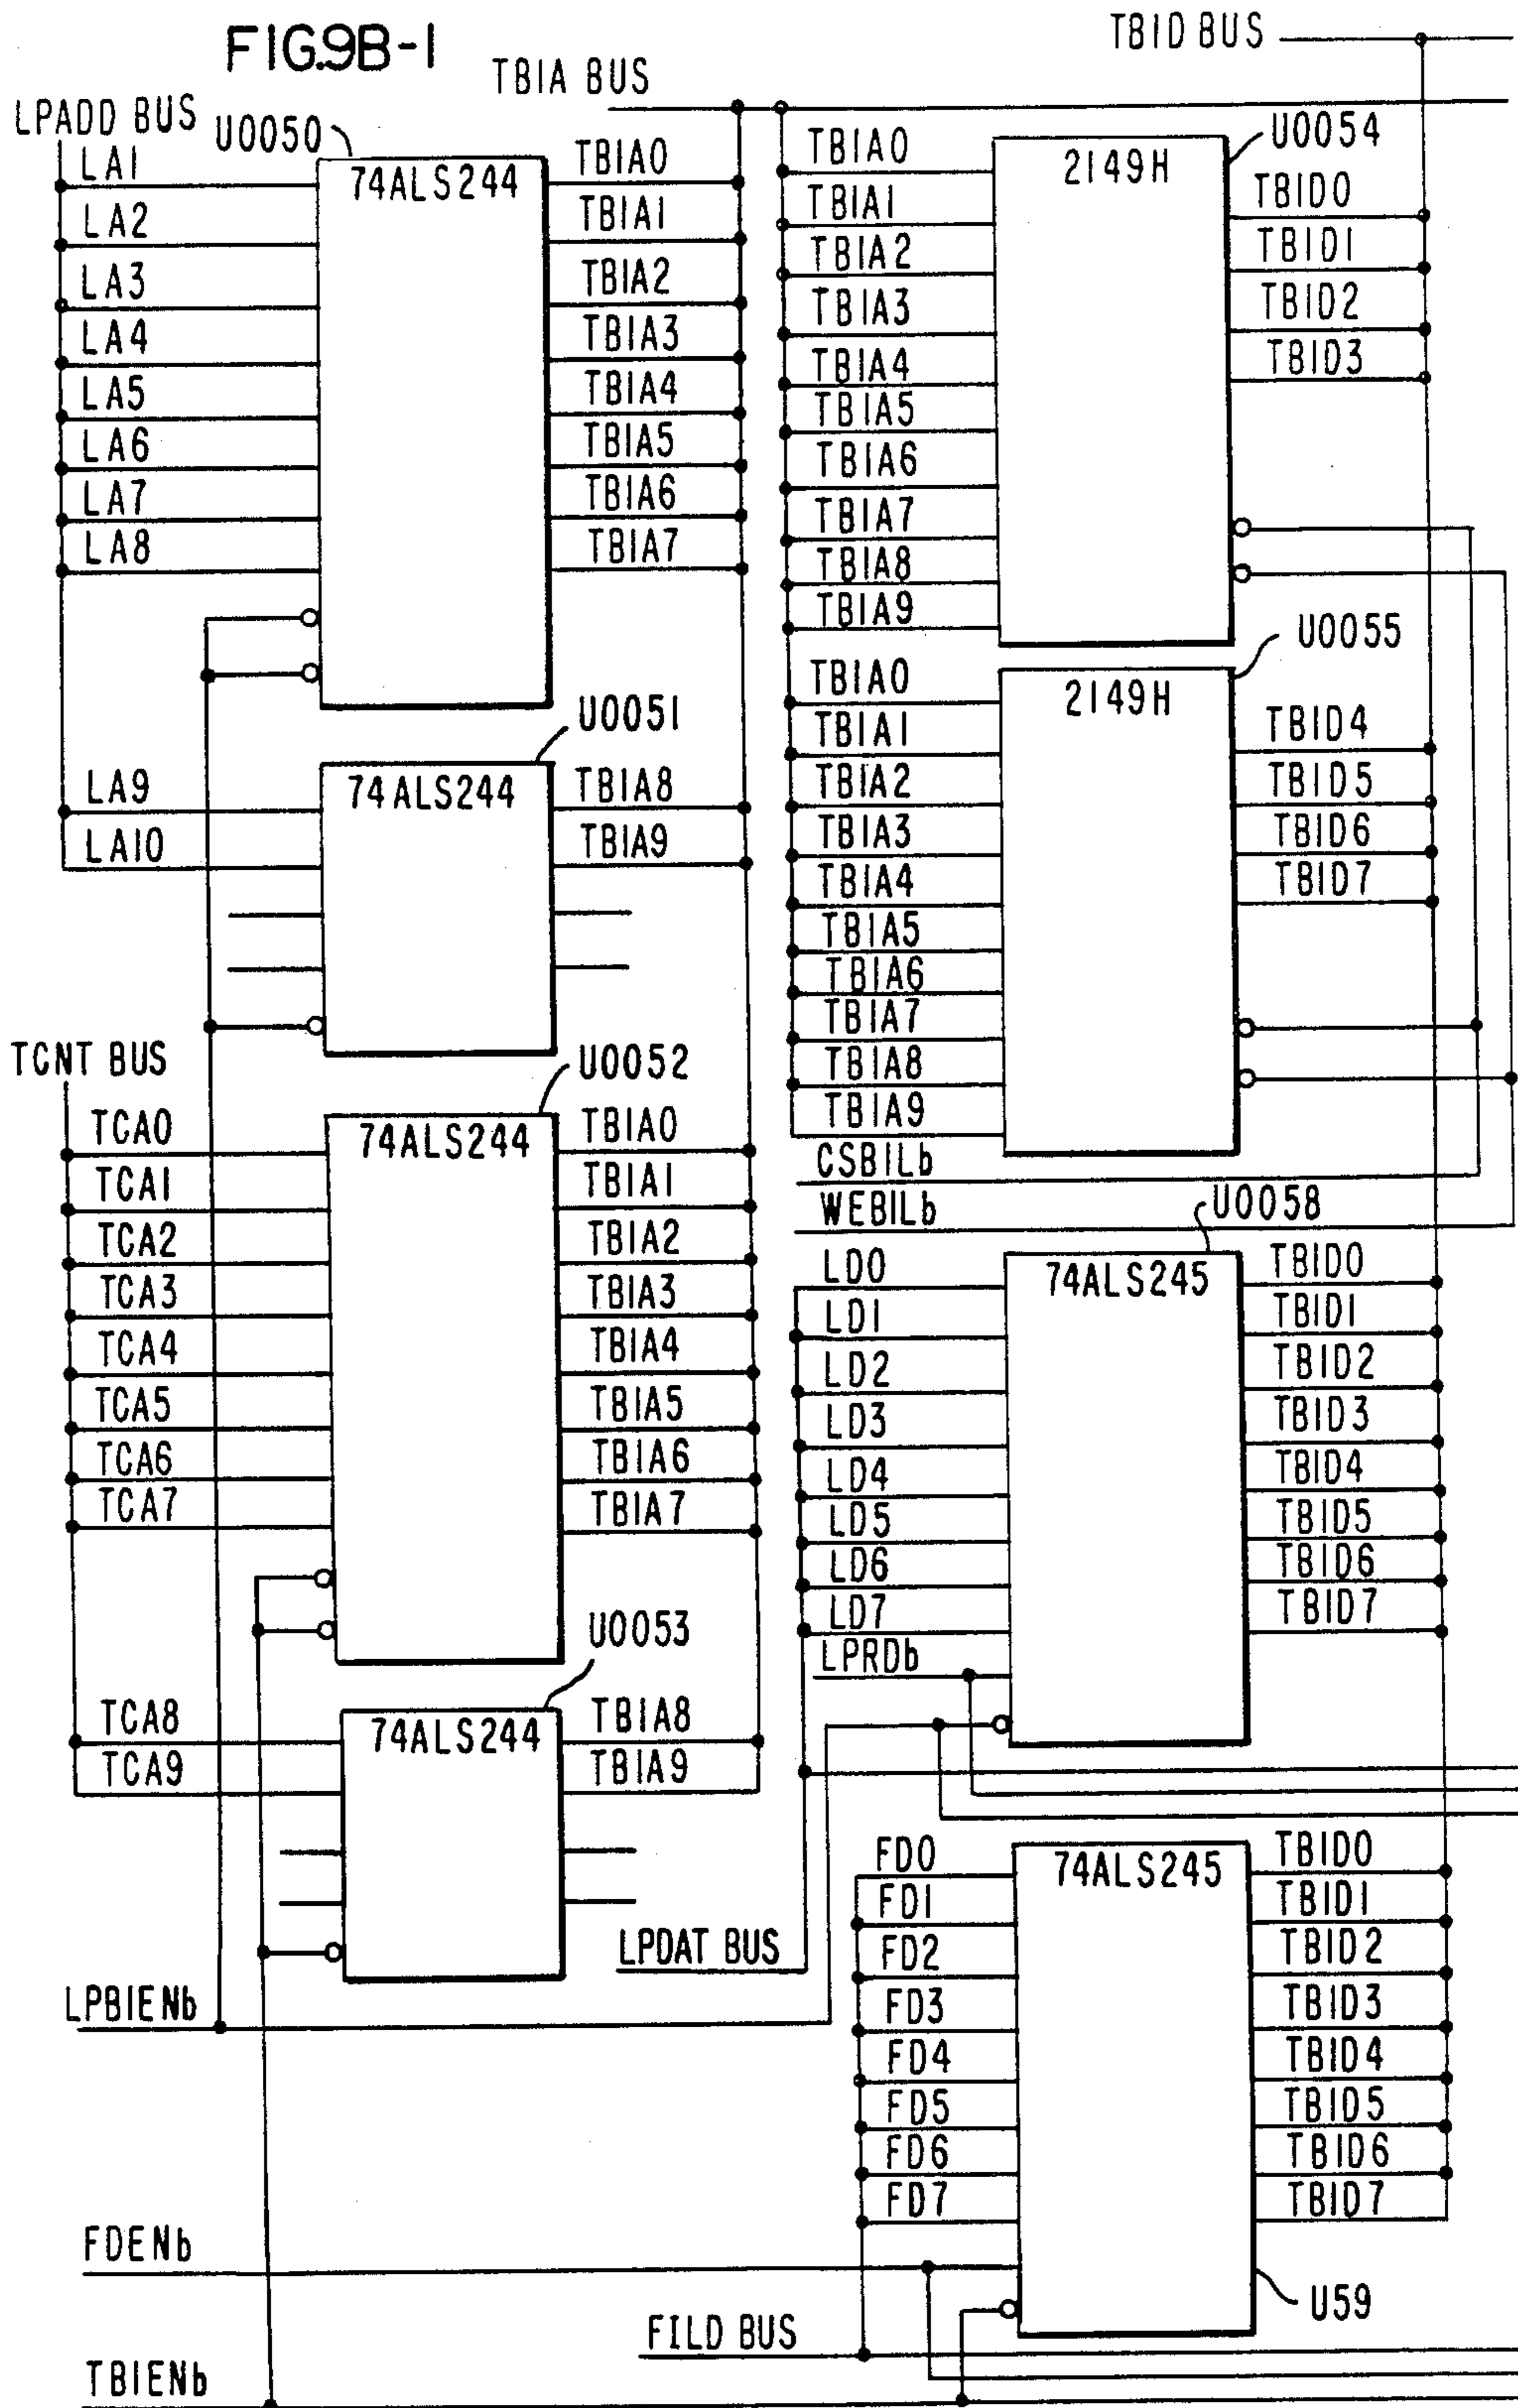 FIG.9B-1
TBID BUS
TBIA BUS
LPADD BUS
U0050
74ALS244
LA1
LA2
LA3
LA4
LA5
LA6
LA7
LA8
TBIA0
TBIA1
TBIA2
TBIA3
TBIA4
TBIA5
TBIA6
TBIA7
U0051
74ALS244
LA9
LA10
TBIA8
TBIA9
TCNT BUS
U0052
74ALS244
TCA0
TCA1
TCA2
TCA3
TCA4
TCA5
TCA6
TCA7
TBIA0
TBIA1
TBIA2
TBIA3
TBIA4
TBIA5
TBIA6
TBIA7
U0053
74ALS244
TCA8
TCA9
TBIA8
TBIA9
LPBIENb
FDENb
TBIENb
U0054
2149H
TBIA0
TBIA1
TBIA2
TBIA3
TBIA4
TBIA5
TBIA6
TBIA7
TBIA8
TBIA9
TBID0
TBID1
TBID2
TBID3
U0055
2149H
TBIA0
TBIA1
TBIA2
TBIA3
TBIA4
TBIA5
TBIA6
TBIA7
TBIA8
TBIA9
TBID4
TBID5
TBID6
TBID7
CSBILb
WEBILb
U0058
74ALS245
LD0
LD1
LD2
LD3
LD4
LD5
LD6
LD7
LPRDb
TBID0
TBID1
TBID2
TBID3
TBID4
TBID5
TBID6
TBID7
LPDAT BUS
74ALS245
FD0
FD1
FD2
FD3
FD4
FD5
FD6
FD7
TBID0
TBID1
TBID2
TBID3
TBID4
TBID5
TBID6
TBID7
U59
FILD BUS